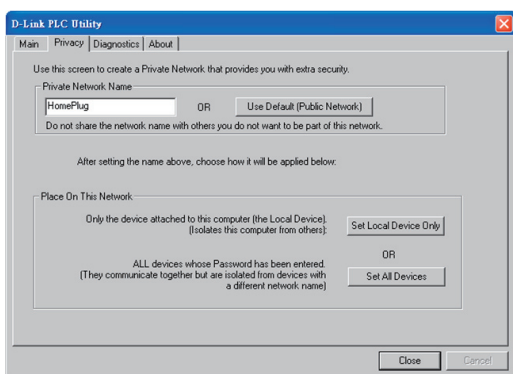 D-Link PLC Utility
Main Privacy Diagnostics About
Use this screen to create a Private Network that provides you with extra security.
Private Network Name
HomePlug OR Use Default (Public Network)
Do not share the network name with others you do not want to be part of this network.
After setting the name above, choose how it will be applied below:
Place On This Network
Only the device attached to this computer (the Local Device).
(Isolates this computer from others):
Set Local Device Only
OR
ALL devices whose Password has been entered.
(They communicate together but are isolated from devices with
a different network name)
Set All Devices
Close Cancel